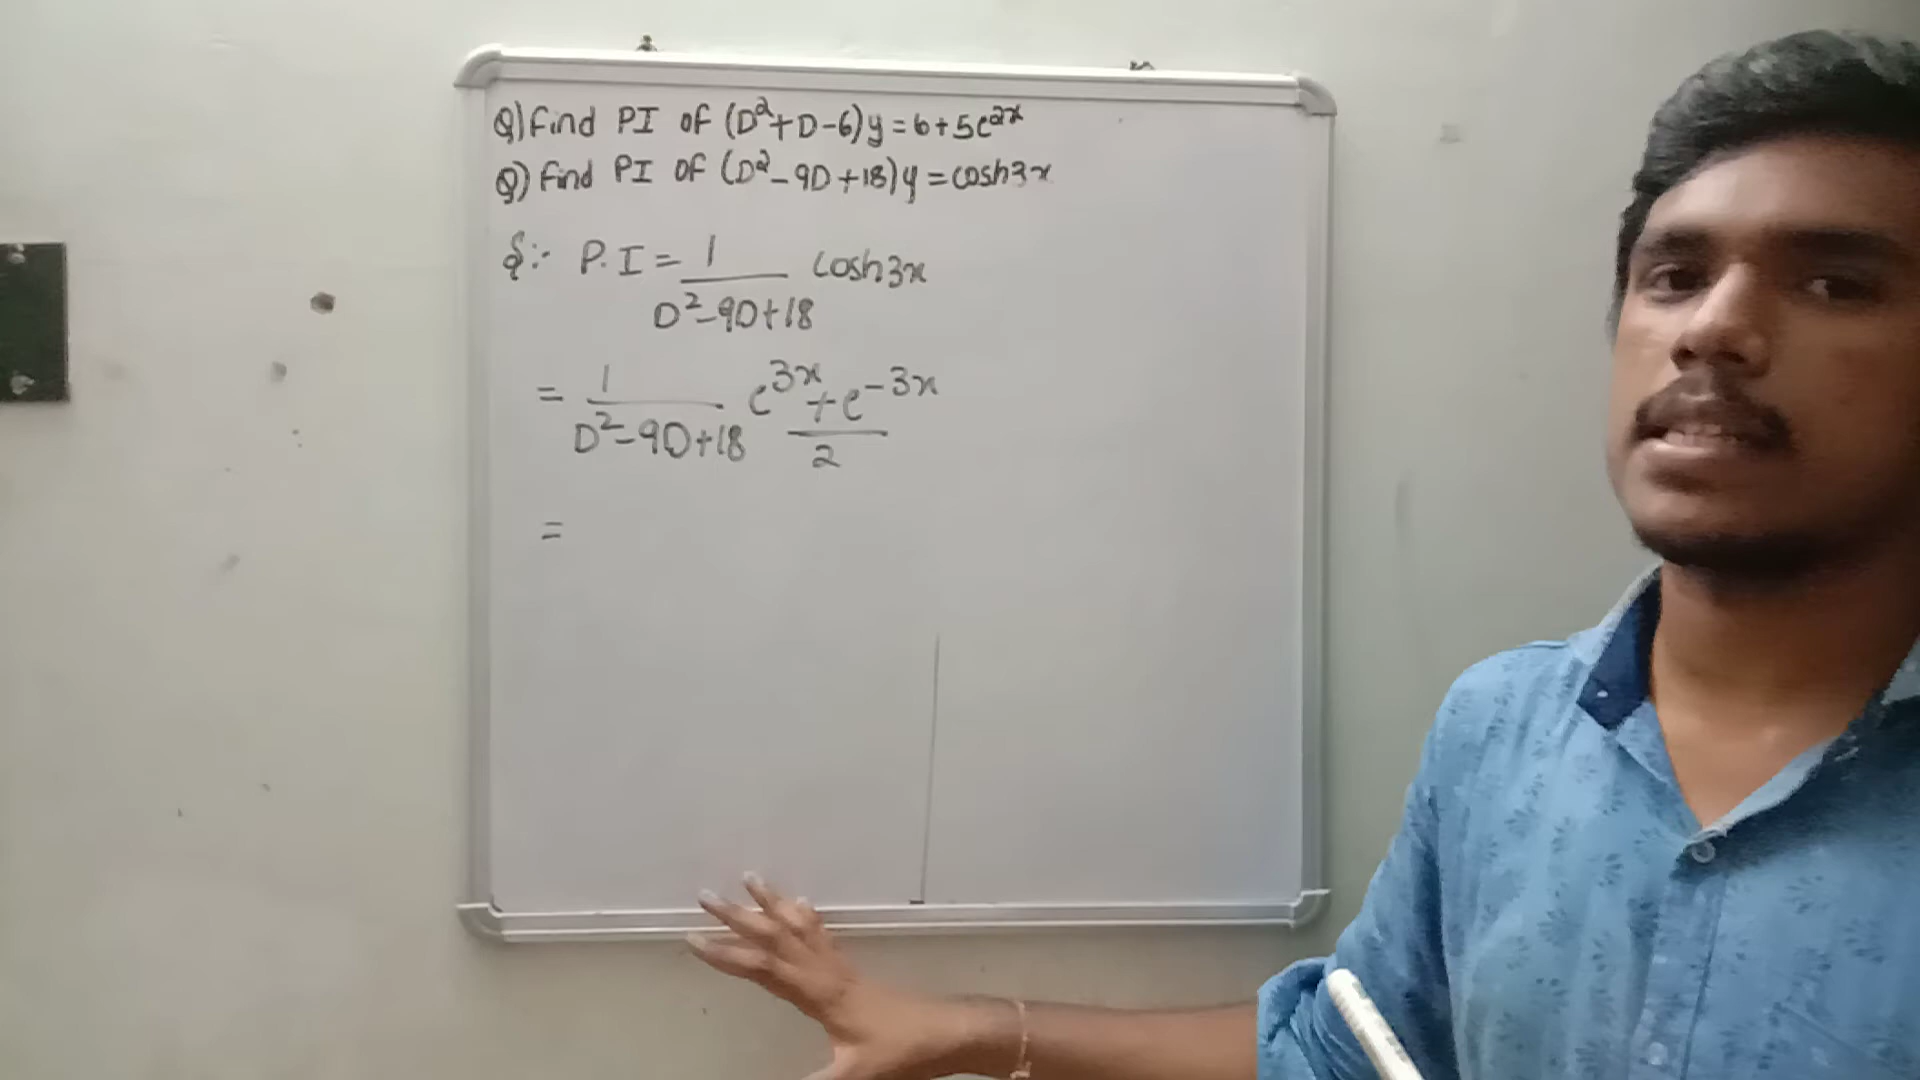 Q) Find PI of (D²+D-6)y = 6+5e²ˣ
Q) Find PI of (D²-9D+18)y = cosh3x
S:- P.I = 1/(D²-9D+18) cosh3x
= 1/(D²-9D+18) (e³ˣ+e⁻³ˣ)/2
=